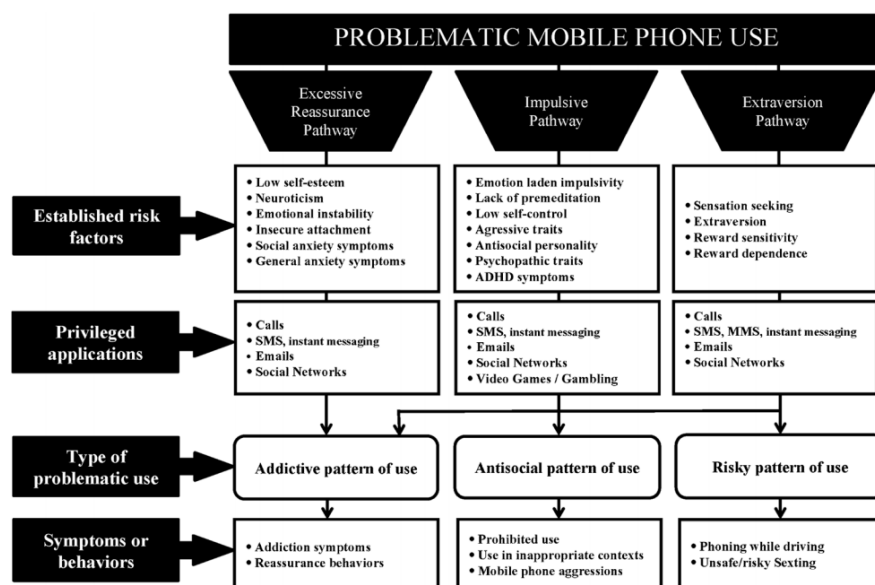 PROBLEMATIC MOBILE PHONE USE
Excessive
Reassurance
Pathway
Impulsive
Pathway
Extraversion
Pathway
Established risk
factors
• Low self-esteem
• Neuroticism
• Emotional instability
• Insecure attachment
• Social anxiety symptoms
• General anxiety symptoms
• Emotion laden impulsivity
• Lack of premeditation
• Low self-control
• Agressive traits
• Antisocial personality
• Psychopathic traits
• ADHD symptoms
• Sensation seeking
• Extraversion
• Reward sensitivity
• Reward dependence
Privileged
applications
• Calls
• SMS, instant messaging
• Emails
• Social Networks
• Calls
• SMS, instant messaging
• Emails
• Social Networks
• Video Games / Gambling
• Calls
• SMS, MMS, instant messaging
• Emails
• Social Networks
Type of
problematic use
Addictive pattern of use
Antisocial pattern of use
Risky pattern of use
Symptoms or
behaviors
• Addiction symptoms
• Reassurance behaviors
• Prohibited use
• Use in inappropriate contexts
• Mobile phone aggressions
• Phoning while driving
• Unsafe/risky Sexting